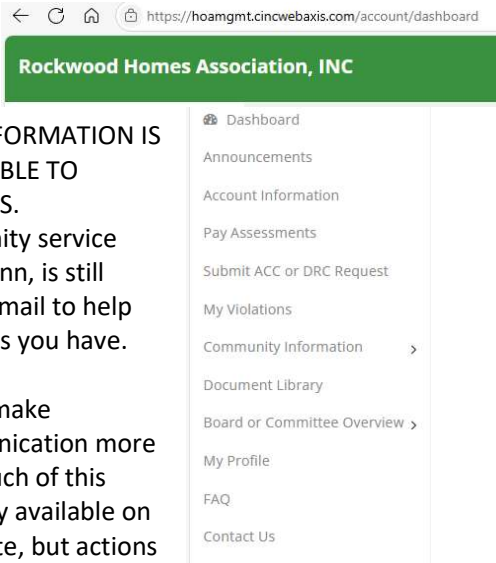 https://hoamgmt.cincwebaxis.com/account/dashboard
Rockwood Homes Association, INC
FORMATION IS
BLE TO
S.
ity service
nn, is still
mail to help
s you have.
make
nication more
ch of this
y available on
te, but actions
Dashboard
Announcements
Account Information
Pay Assessments
Submit ACC or DRC Request
My Violations
Community Information
Document Library
Board or Committee Overview
My Profile
FAQ
Contact Us